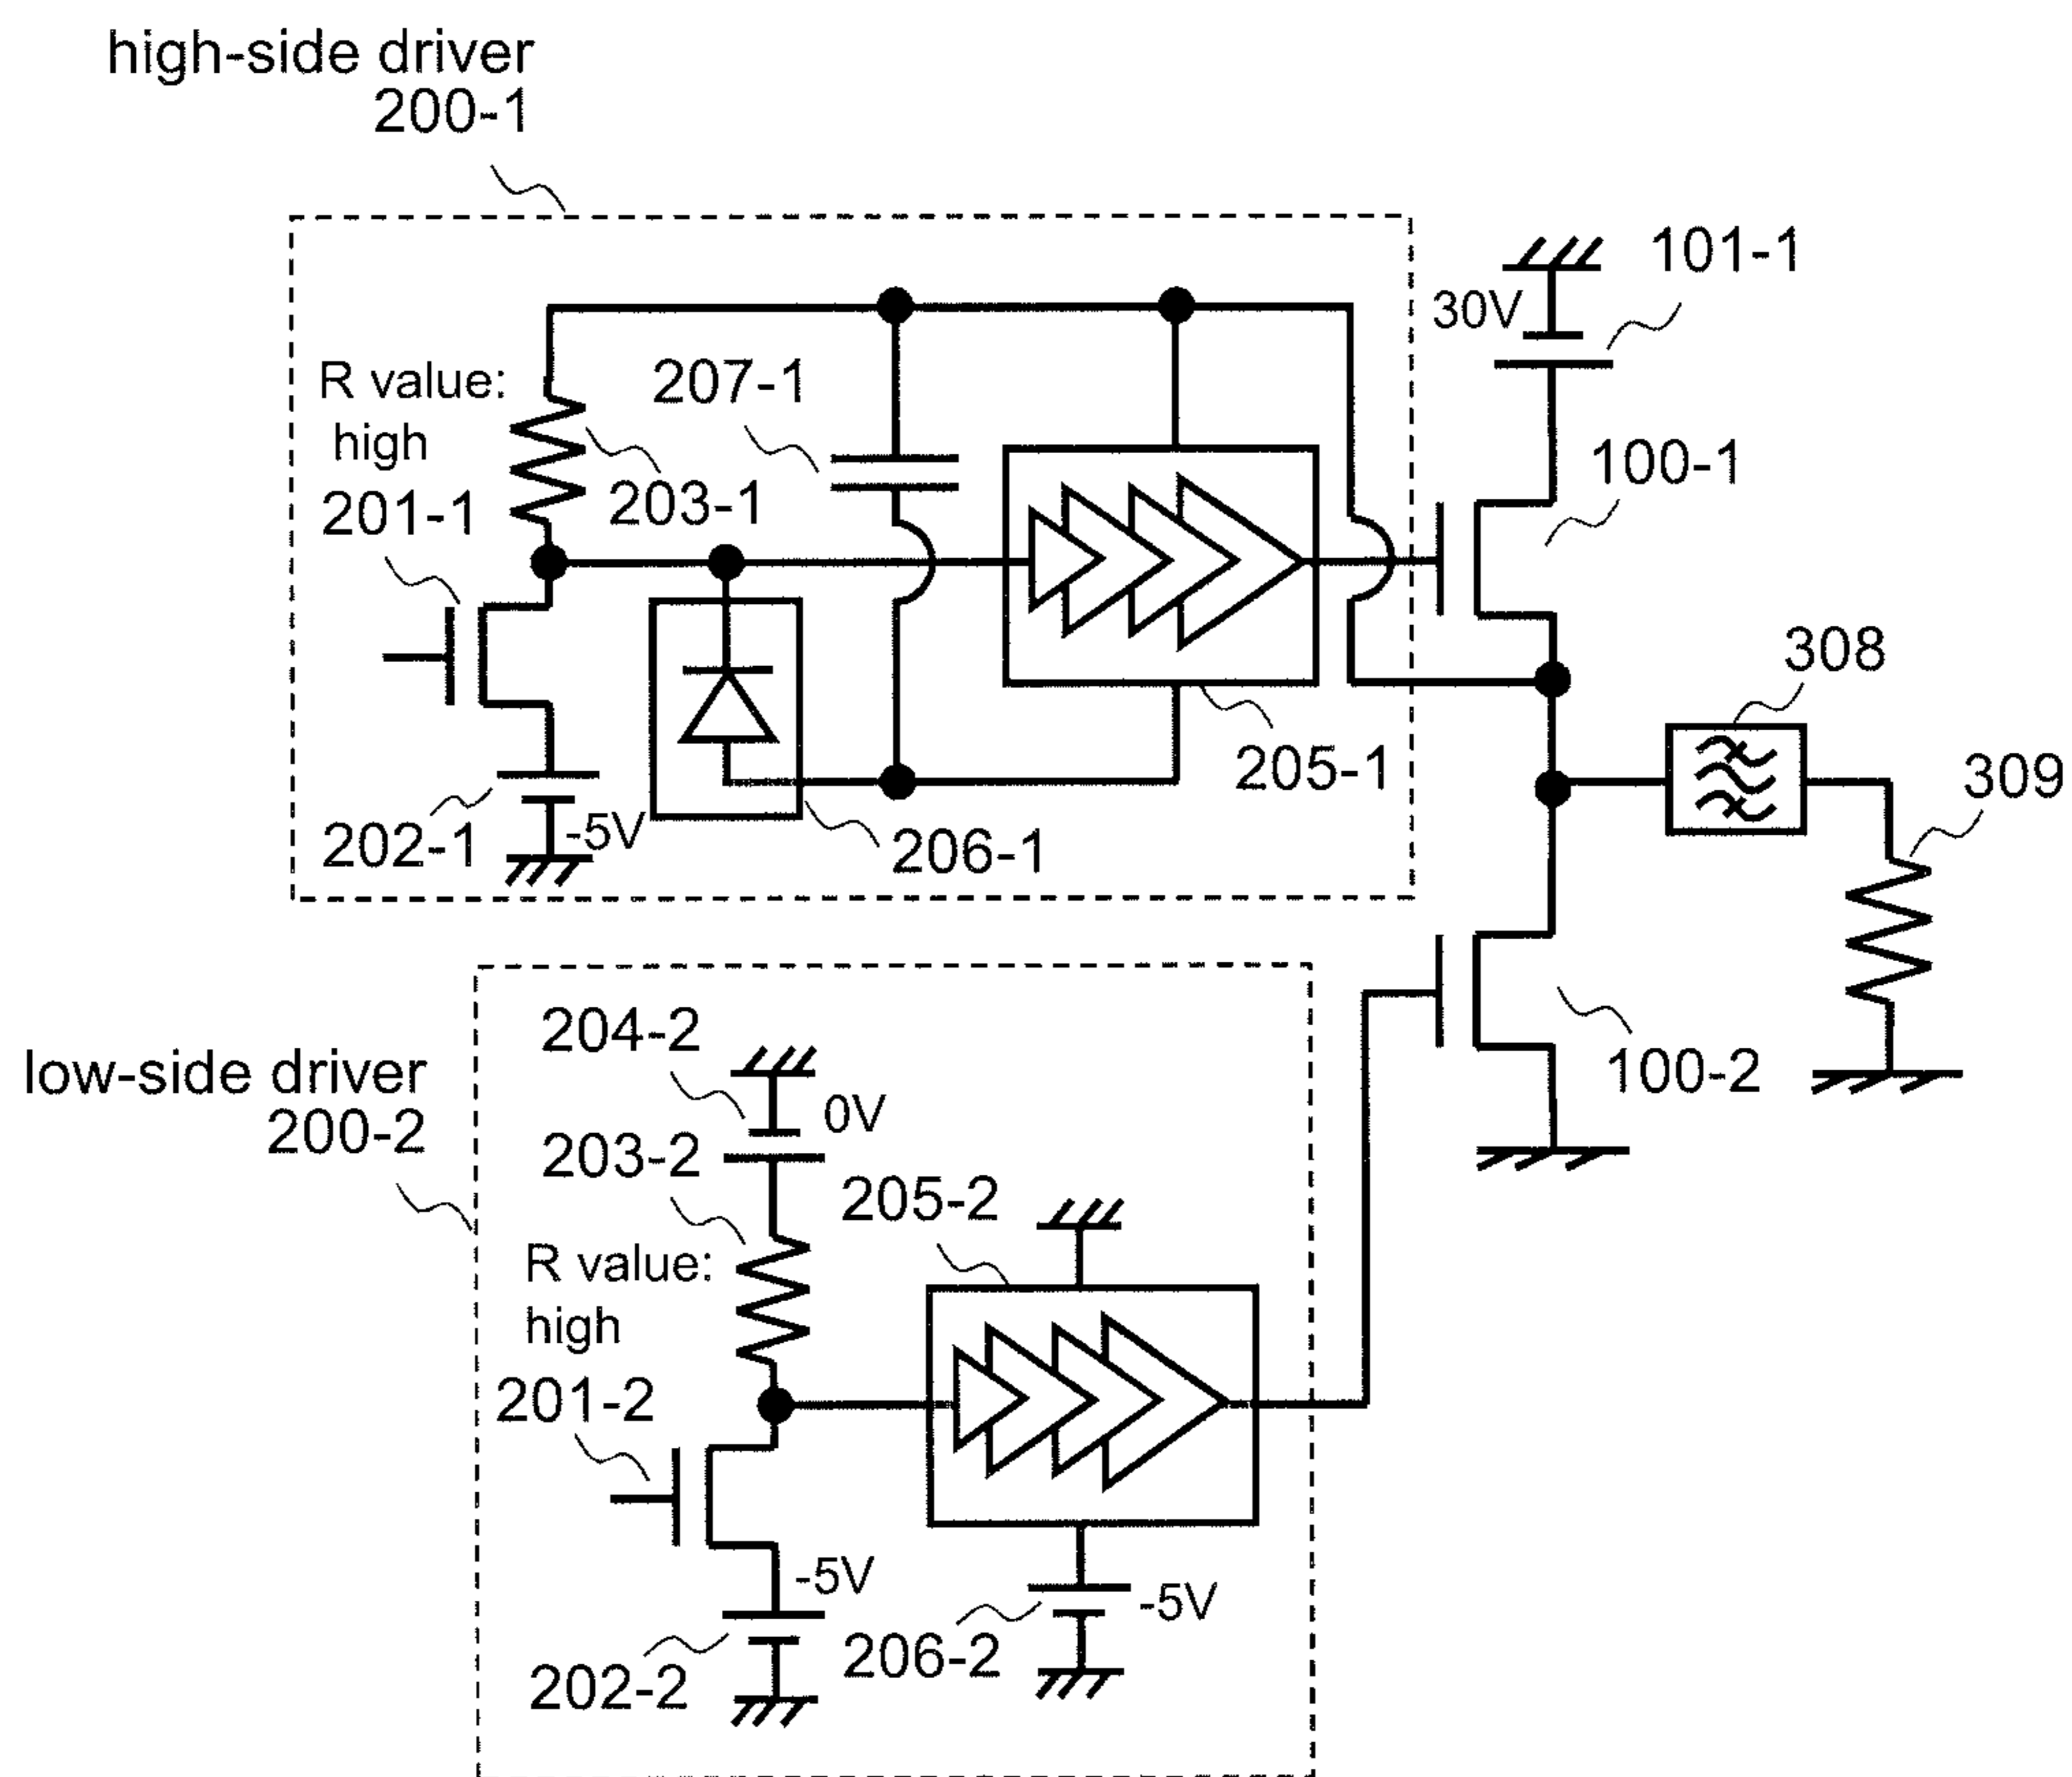 high-side driver
200-1
101-1
30V
R value:
high
207-1
100-1
201-1
203-1
308
205-1
309
202-1
-5V
206-1
204-2
low-side driver
200-2
0V
100-2
203-2
205-2
R value:
high
201-2
-5V
-5V
206-2
202-2